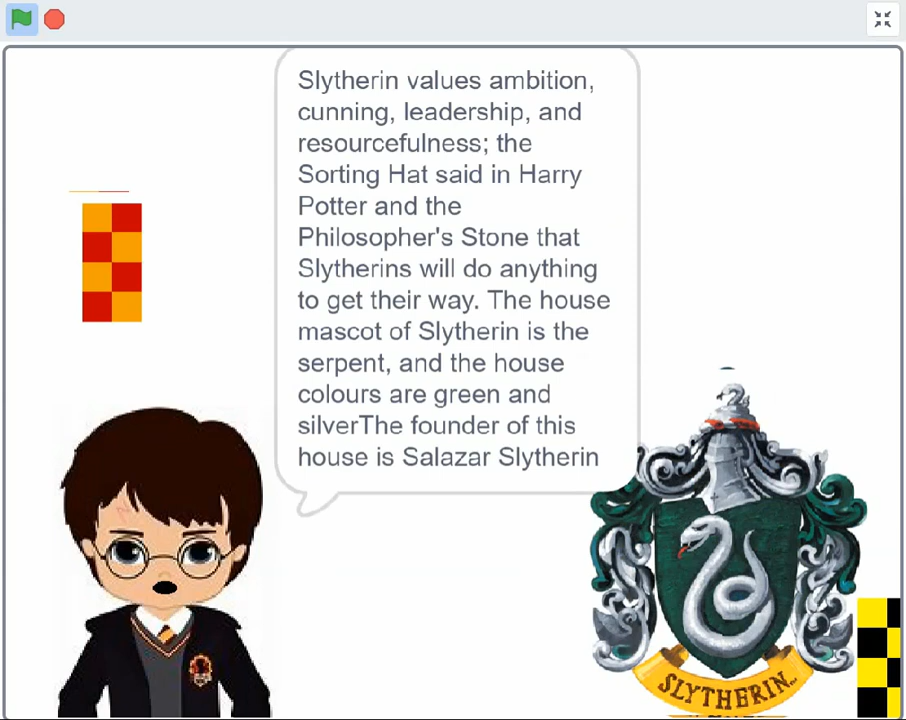 Slytherin values ambition,
cunning, leadership, and
resourcefulness; the
Sorting Hat said in Harry
Potter and the
Philosopher's Stone that
Slytherins will do anything
to get their way. The house
mascot of Slytherin is the
serpent, and the house
colours are green and
silverThe founder of this
house is Salazar Slytherin
SLYTHERIN